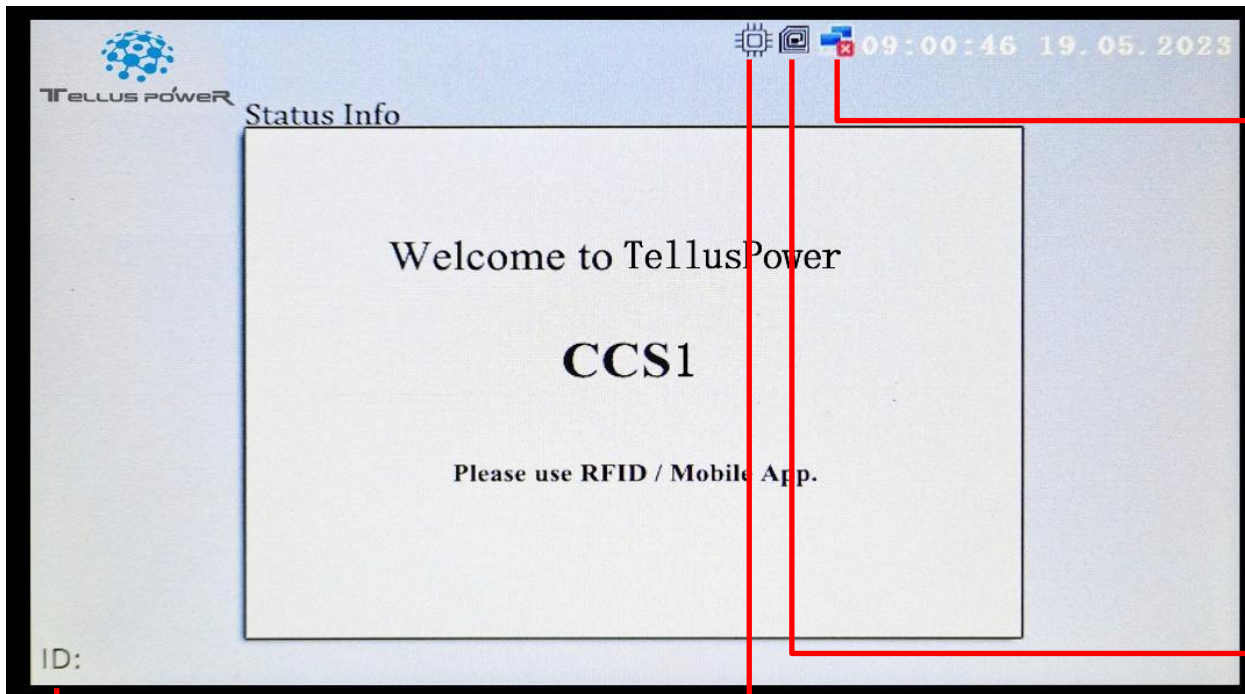 09:00:46 19.05.2023
TELLUS POWER
Status Info
Welcome to TellusPower
CCS1
Please use RFID / Mobile App.
ID: